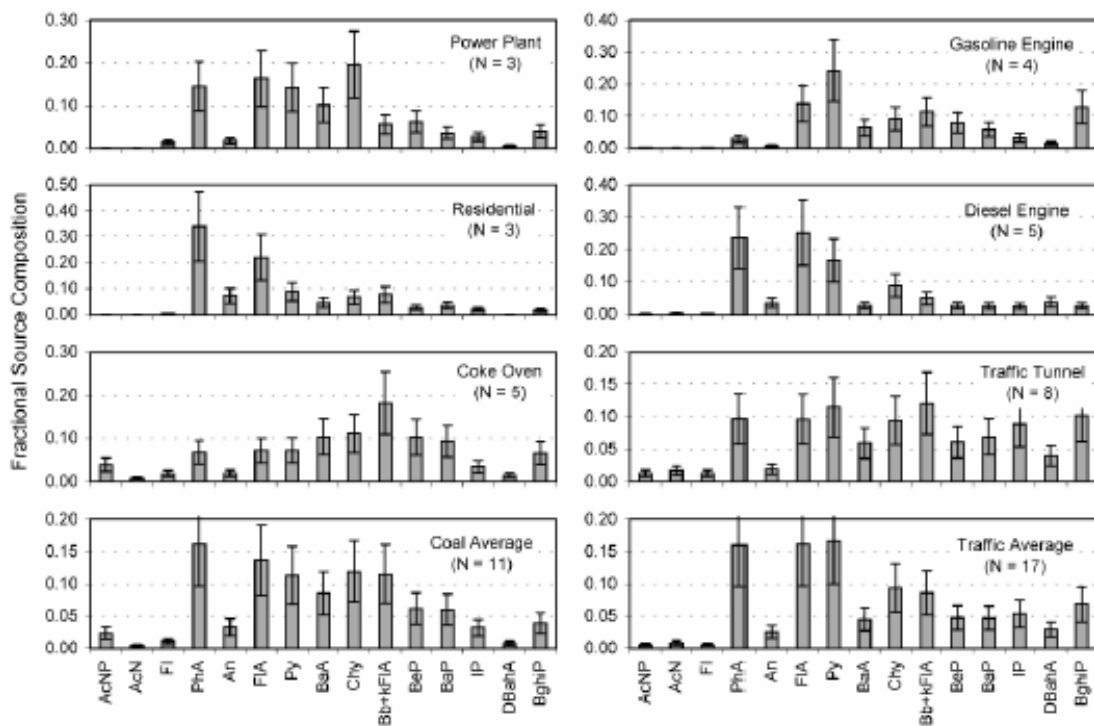 Fractional Source Composition
0.30
0.20
0.10
0.00
Power Plant
(N = 3)
0.40
0.30
0.20
0.10
0.00
Gasoline Engine
(N = 4)
0.50
0.40
0.30
0.20
0.10
0.00
Residential
(N = 3)
0.40
0.30
0.20
0.10
0.00
Diesel Engine
(N = 5)
0.30
0.20
0.10
0.00
Coke Oven
(N = 5)
0.20
0.15
0.10
0.05
0.00
Traffic Tunnel
(N = 8)
0.20
0.15
0.10
0.05
0.00
Coal Average
(N = 11)
0.20
0.15
0.10
0.05
0.00
Traffic Average
(N = 17)
AcNP
AcN
Fl
PhA
An
FlA
Py
BaA
Chy
Bb+kFlA
BeP
BaP
IP
DBahA
BghiP
AcNP
AcN
Fl
PhA
An
FlA
Py
BaA
Chy
Bb+kFlA
BeP
BaP
IP
DBahA
BghiP